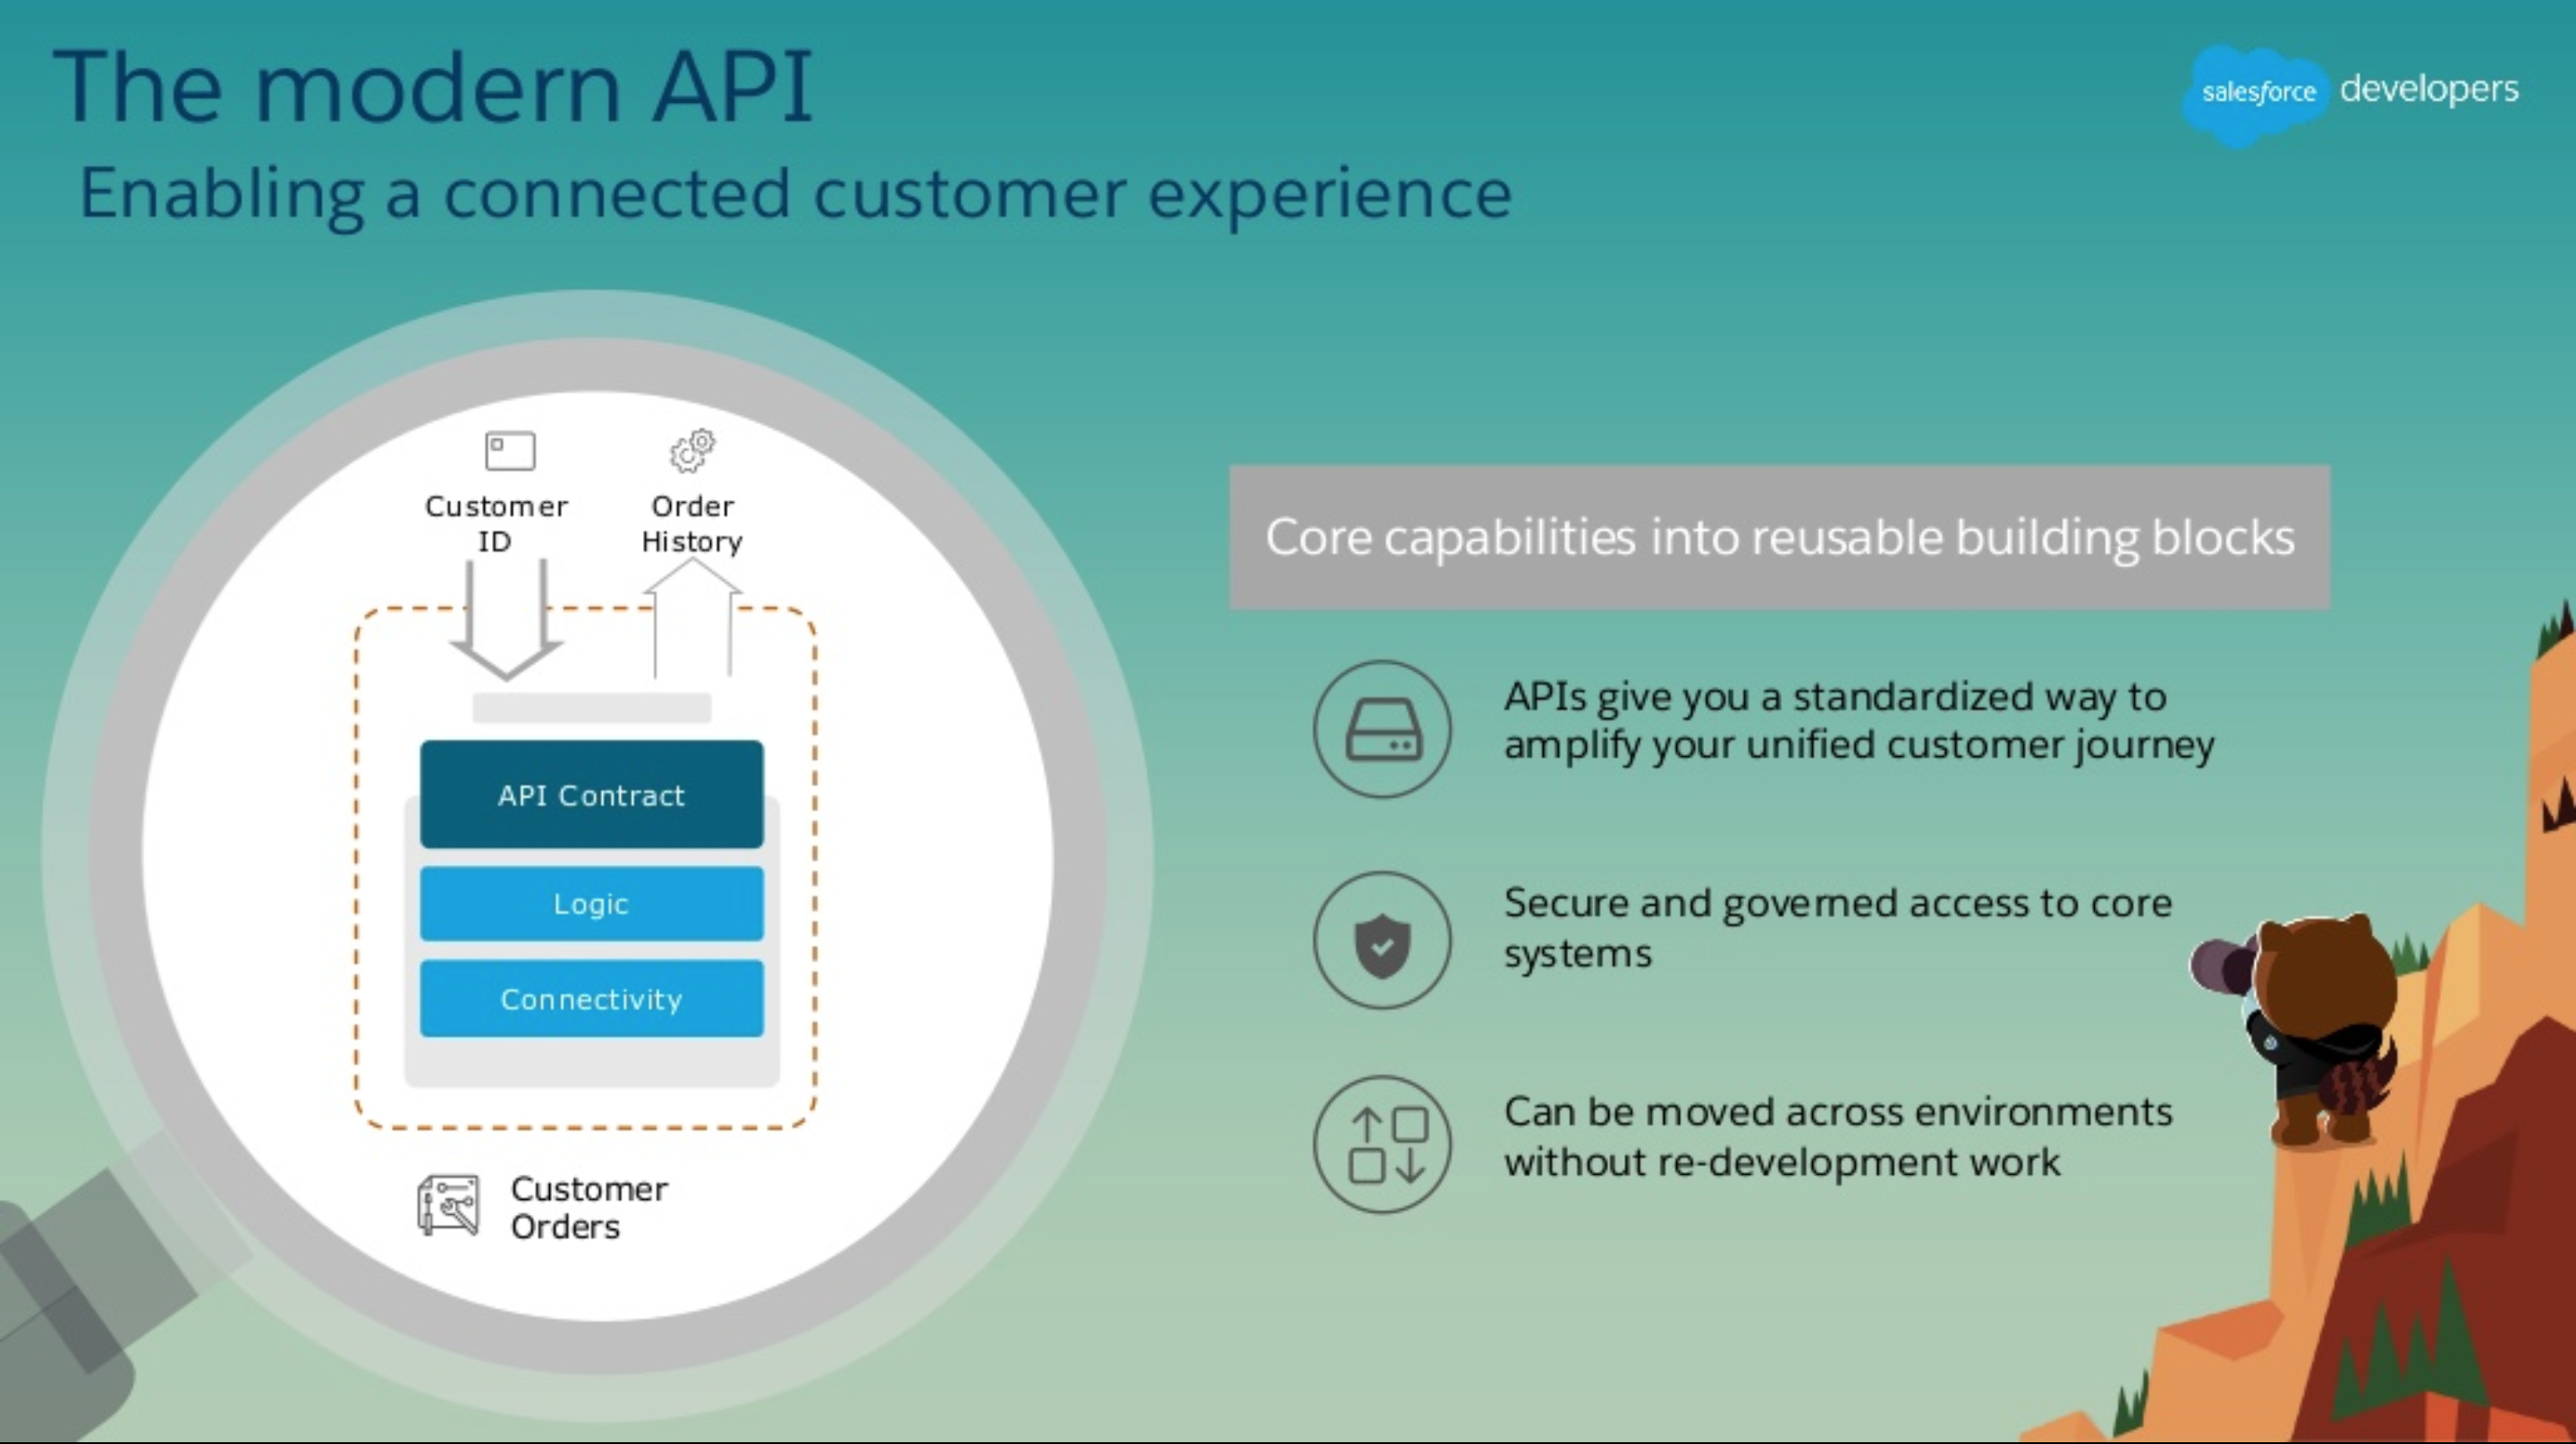 The modern API
Enabling a connected customer experience
salesforce developers
Customer
ID
Order
History
API Contract
Logic
Connectivity
Customer
Orders
Core capabilities into reusable building blocks
APIs give you a standardized way to
amplify your unified customer journey
Secure and governed access to core
systems
Can be moved across environments
without re-development work